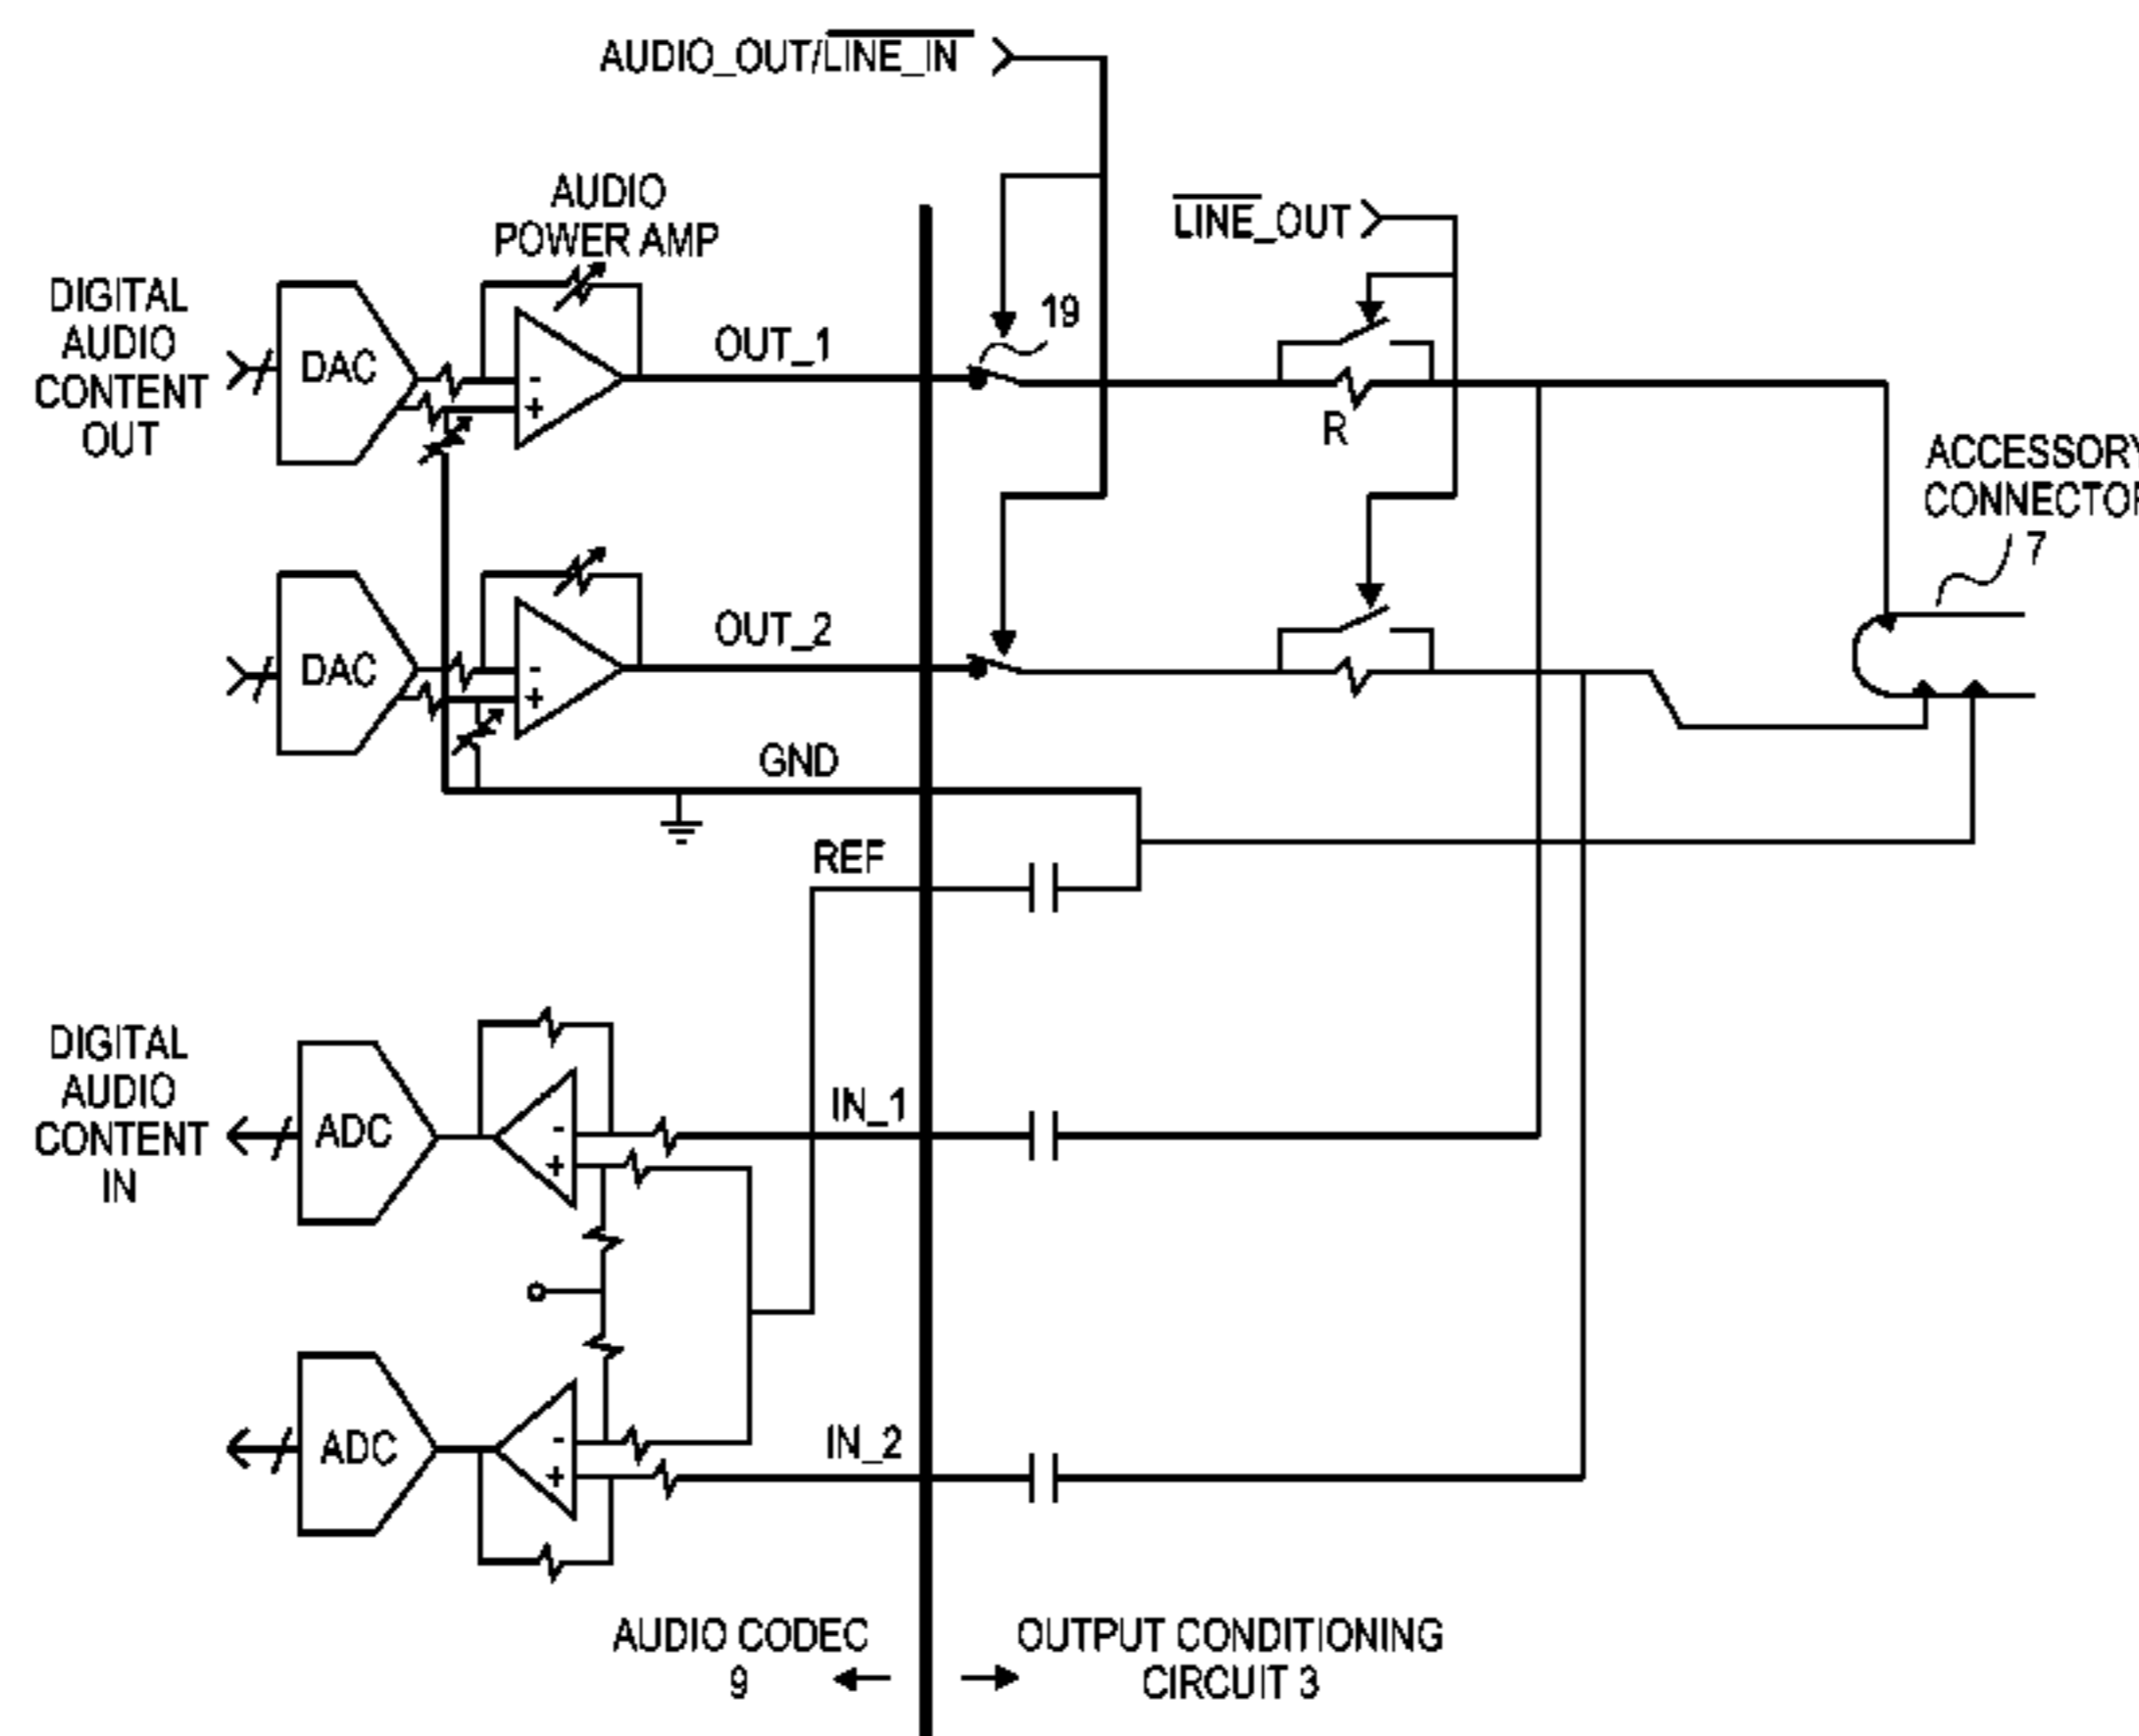 AUDIO_OUT/LINE_IN
AUDIO
POWER AMP
LINE_OUT
DIGITAL
AUDIO
CONTENT
OUT
DAC
-
+
OUT_1
19
R
ACCESSORY
CONNECTOR
7
DAC
-
+
OUT_2
GND
REF
DIGITAL
AUDIO
CONTENT
IN
ADC
-
+
IN_1
ADC
-
+
IN_2
AUDIO CODEC
9
OUTPUT CONDITIONING
CIRCUIT 3